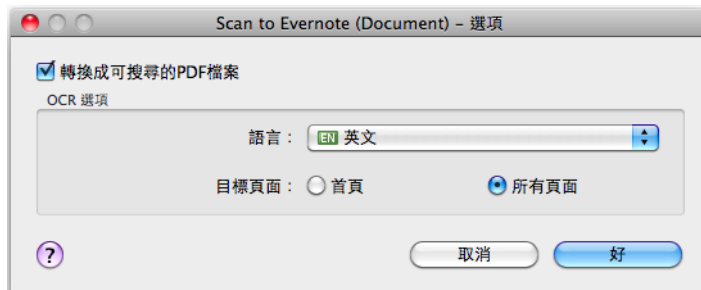 Scan to Evernote (Document) – 選項
轉換成可搜尋的PDF檔案
OCR 選項
語言： EN 英文
目標頁面： 首頁 所有頁面
? 取消 好